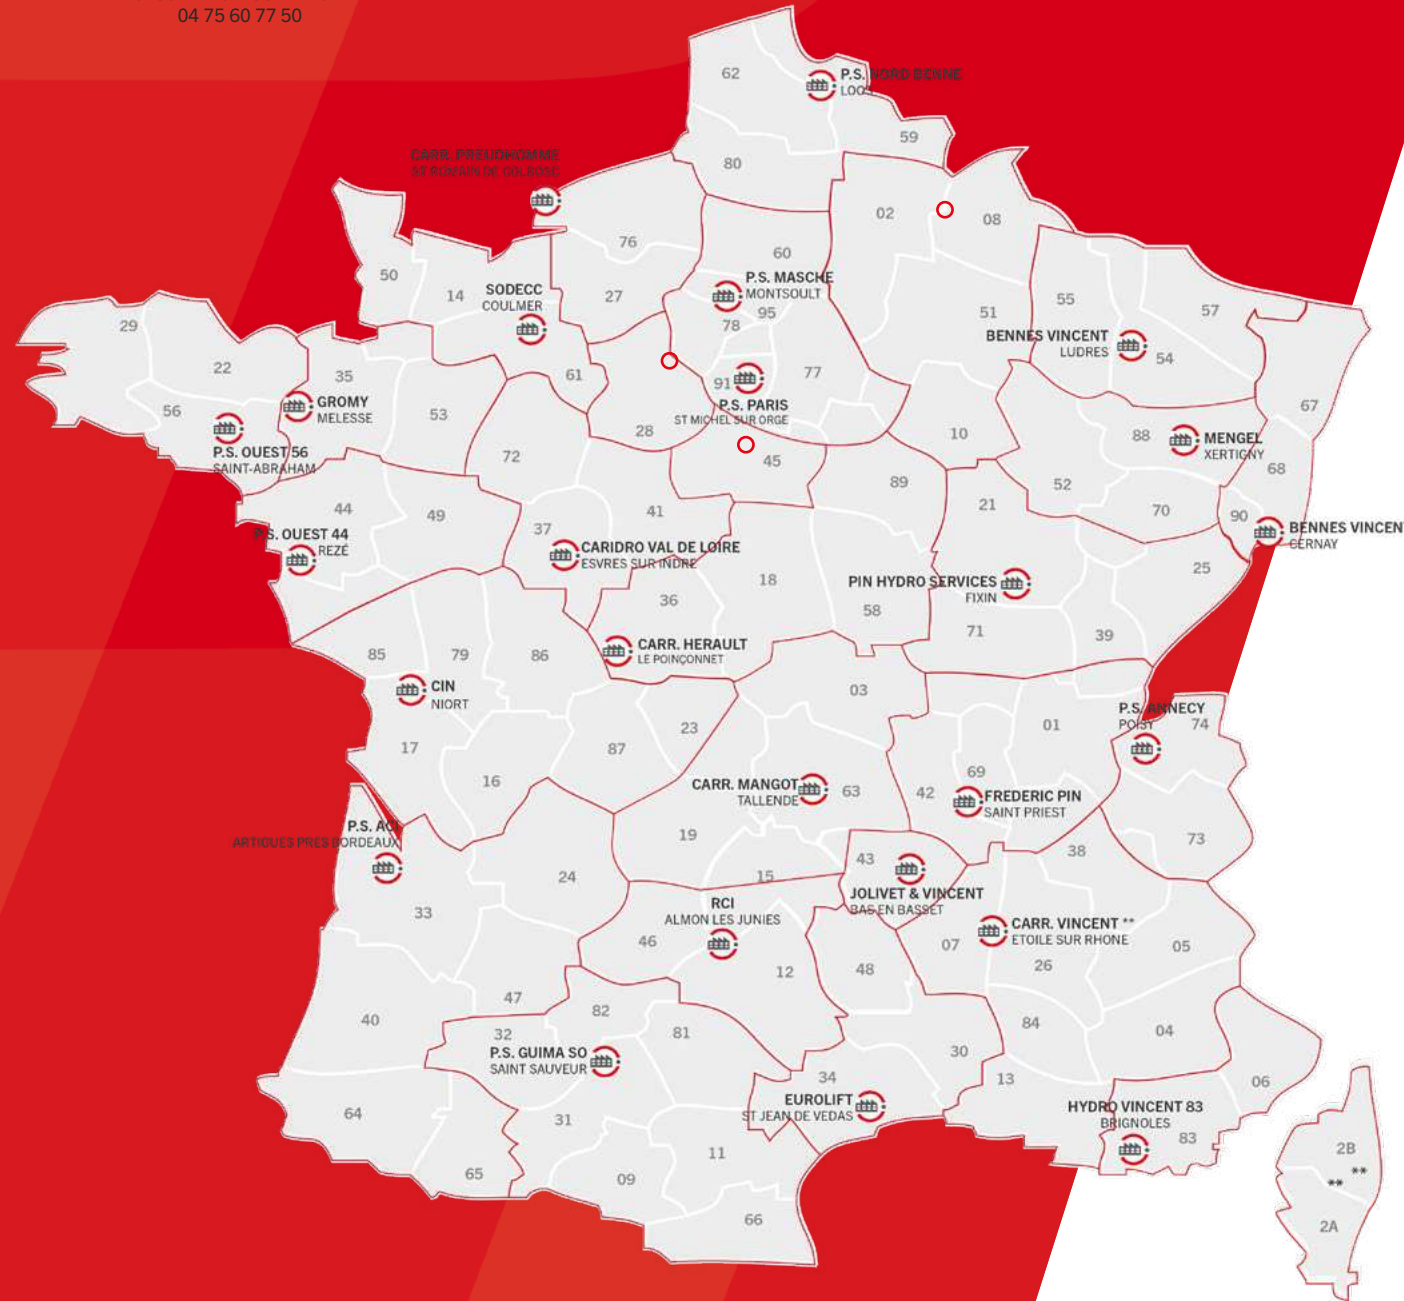 04 75 60 77 50
62
P.S. NORD BENNE
LOOS
59
80
CARR. PREUDHOMME
ST ROMAIN DE COLBOSC
02
08
76
60
50
14
SODECC
COULMER
27
P.S. MASCHE
MONTSOULT
95
78
51
55
57
BENNES VINCENT
LUDRES
54
29
22
35
61
91
77
P.S. PARIS
ST MICHEL SUR ORGE
67
56
GROMY
MELESSE
53
28
10
88
MENGEL
XERTIGNY
P.S. OUEST 56
SAINT-ABRAHAM
72
45
68
89
52
44
49
41
21
70
90
P.S. OUEST 44
REZÉ
37
CARIDRO VAL DE LOIRE
ESVRES SUR INDRE
BENNES VINCEN
CERNAY
18
PIN HYDRO SERVICES
FIXIN
25
36
58
71
39
85
79
86
CARR. HERAULT
LE POINÇONNET
CIN
NIORT
03
P.S. ANNECY
POISY
74
23
01
17
87
16
CARR. MANGOT
TALLENDE
63
69
42
FREDERIC PIN
SAINT PRIEST
P.S. ACI
ARTIGUES PRES BORDEAUX
19
73
38
43
24
15
JOLIVET & VINCENT
BAS EN BASSET
33
RCI
ALMON LES JUNIES
CARR. VINCENT **
ETOILE SUR RHONE
46
07
05
12
48
26
47
40
82
32
81
84
04
P.S. GUIMA SO
SAINT SAUVEUR
30
34
13
06
EUROLIFT
ST JEAN DE VEDAS
HYDRO VINCENT 83
BRIGNOLES
64
31
83
11
2B
65
09
**
**
66
2A